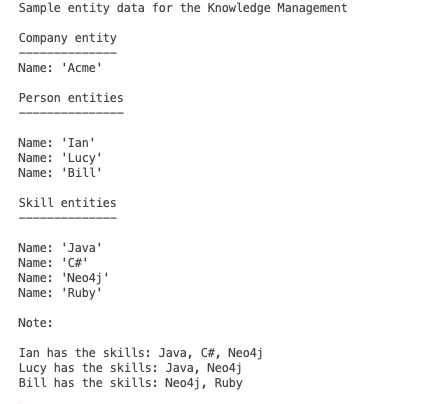 Sample entity data for the Knowledge Management
Company entity
--------------
Name: 'Acme'
Person entities
---------------
Name: 'Ian'
Name: 'Lucy'
Name: 'Bill'
Skill entities
--------------
Name: 'Java'
Name: 'C#'
Name: 'Neo4j'
Name: 'Ruby'
Note:
Ian has the skills: Java, C#, Neo4j
Lucy has the skills: Java, Neo4j
Bill has the skills: Neo4j, Ruby